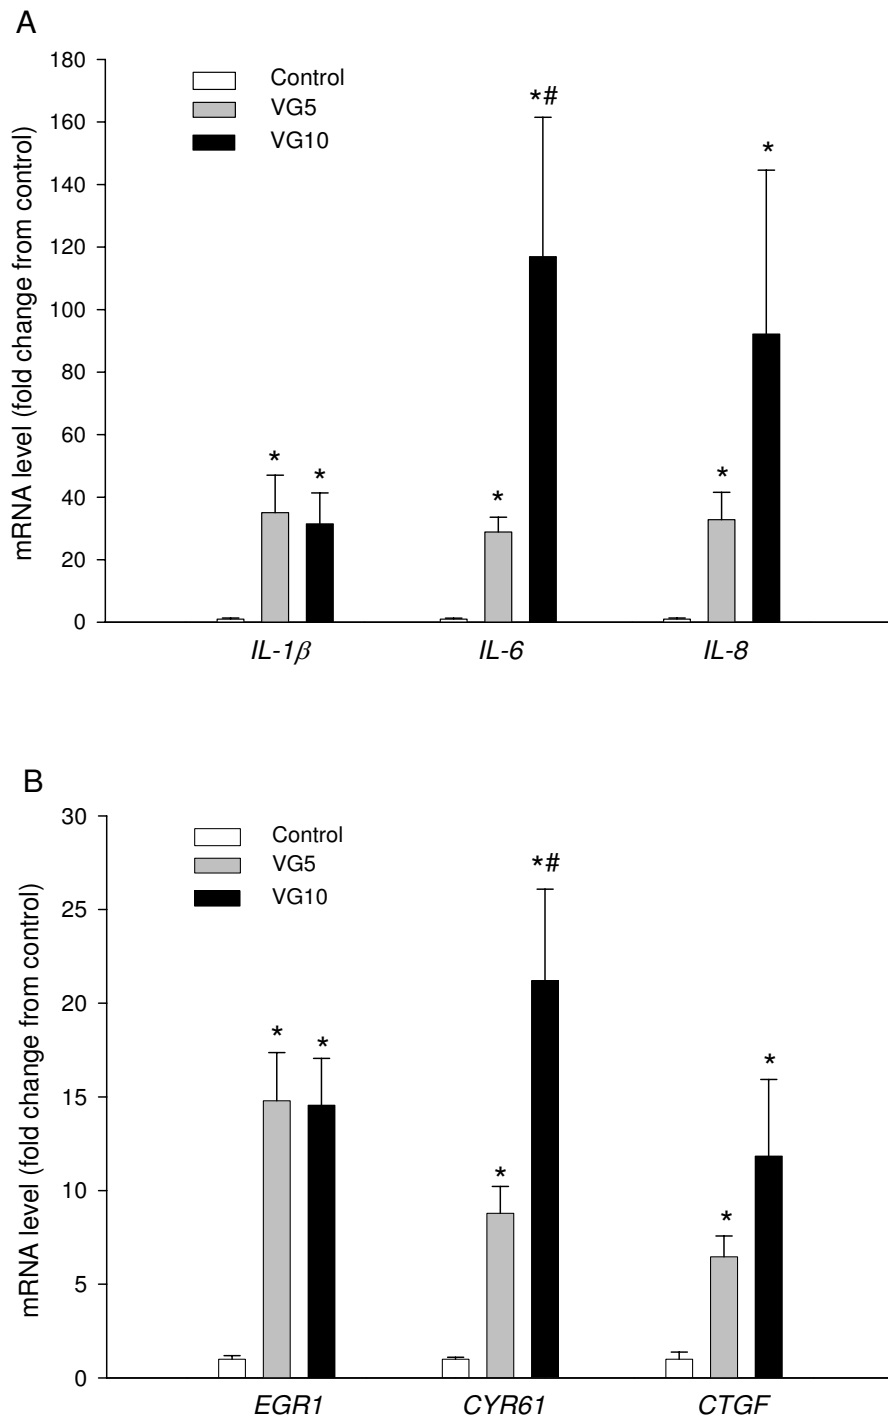 A
mRNA level (fold change from control)
180
160
140
120
100
80
60
40
20
0
Control
VG5
VG10
*
*
*
*#
*
*
IL-1β
IL-6
IL-8
B
mRNA level (fold change from control)
30
25
20
15
10
5
0
Control
VG5
VG10
*
*
*
*#
*
*
EGR1
CYR61
CTGF